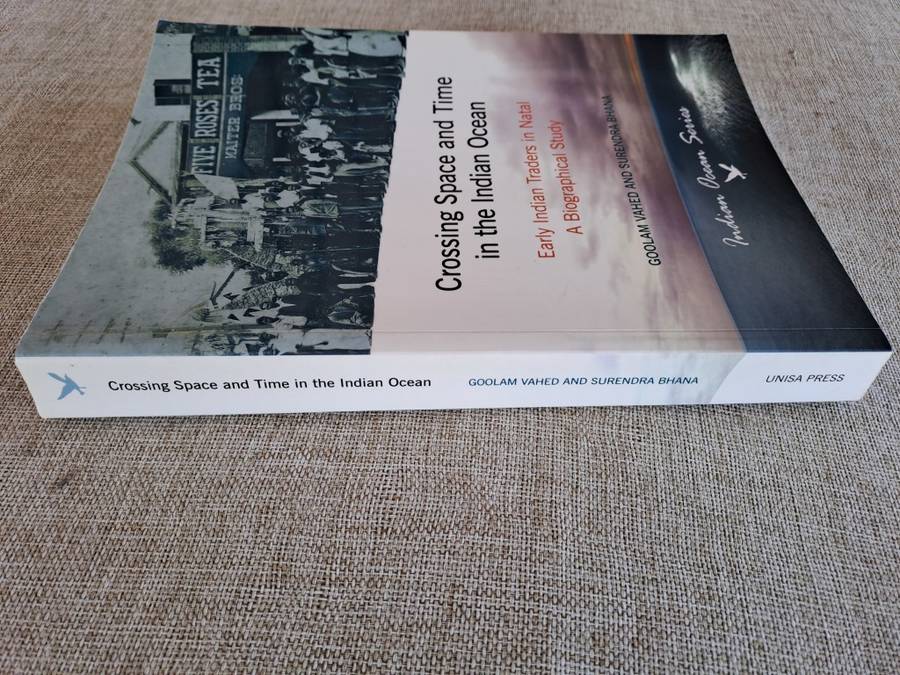 FIVE ROSES TEA
MALTER BROS.
Crossing Space and Time
in the Indian Ocean
Early Indian Traders in Natal
A Biographical Study
GOOLAM VAHED AND SURENDRA BHANA
Indian Ocean Series
Crossing Space and Time in the Indian Ocean
GOOLAM VAHED AND SURENDRA BHANA
UNISA PRESS